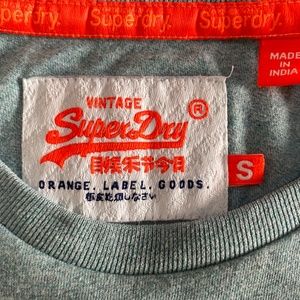 Superdry. Superdry. Superdry.
MADE IN
INDIA
VINTAGE
SuperDry
®
S
ORANGE. LABEL. GOODS.